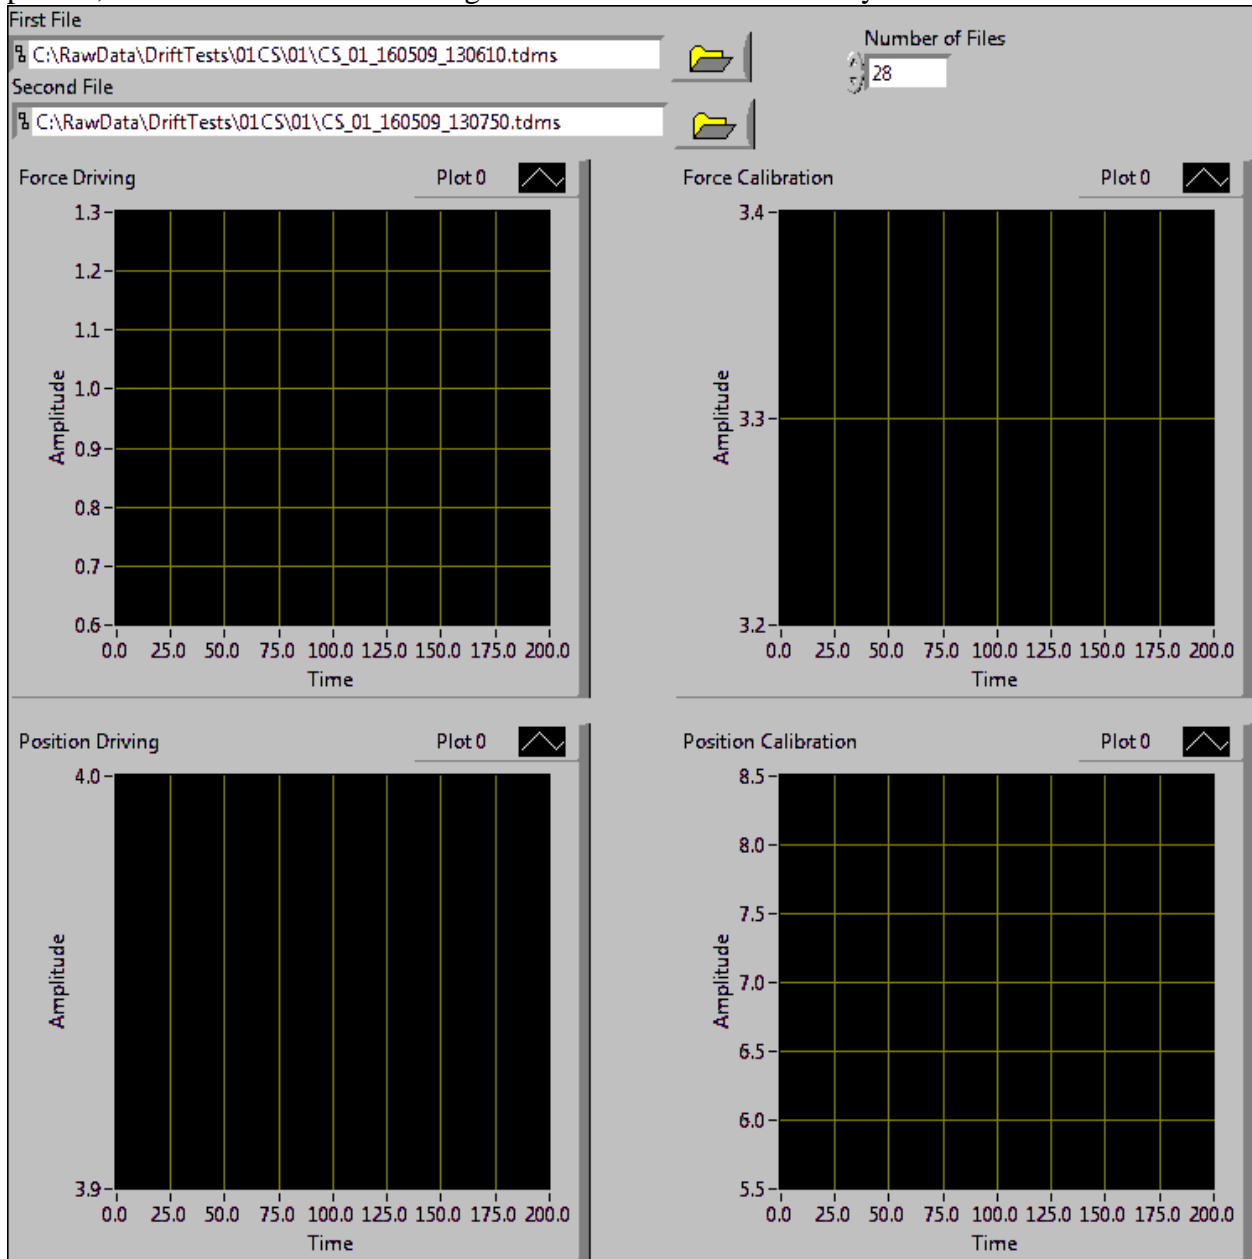 First File
C:\RawData\DriftTests\01CS\01\CS_01_160509_130610.tdms
Number of Files
28
Second File
C:\RawData\DriftTests\01CS\01\CS_01_160509_130750.tdms
Force Driving
Plot 0
1.3
1.2
1.1
1.0
0.9
0.8
0.7
0.6
Amplitude
0.0 25.0 50.0 75.0 100.0 125.0 150.0 175.0 200.0
Time
Force Calibration
Plot 0
3.4
3.3
3.2
Amplitude
0.0 25.0 50.0 75.0 100.0 125.0 150.0 175.0 200.0
Time
Position Driving
Plot 0
4.0
3.9
Amplitude
0.0 25.0 50.0 75.0 100.0 125.0 150.0 175.0 200.0
Time
Position Calibration
Plot 0
8.5
8.0
7.5
7.0
6.5
6.0
5.5
Amplitude
0.0 25.0 50.0 75.0 100.0 125.0 150.0 175.0 200.0
Time